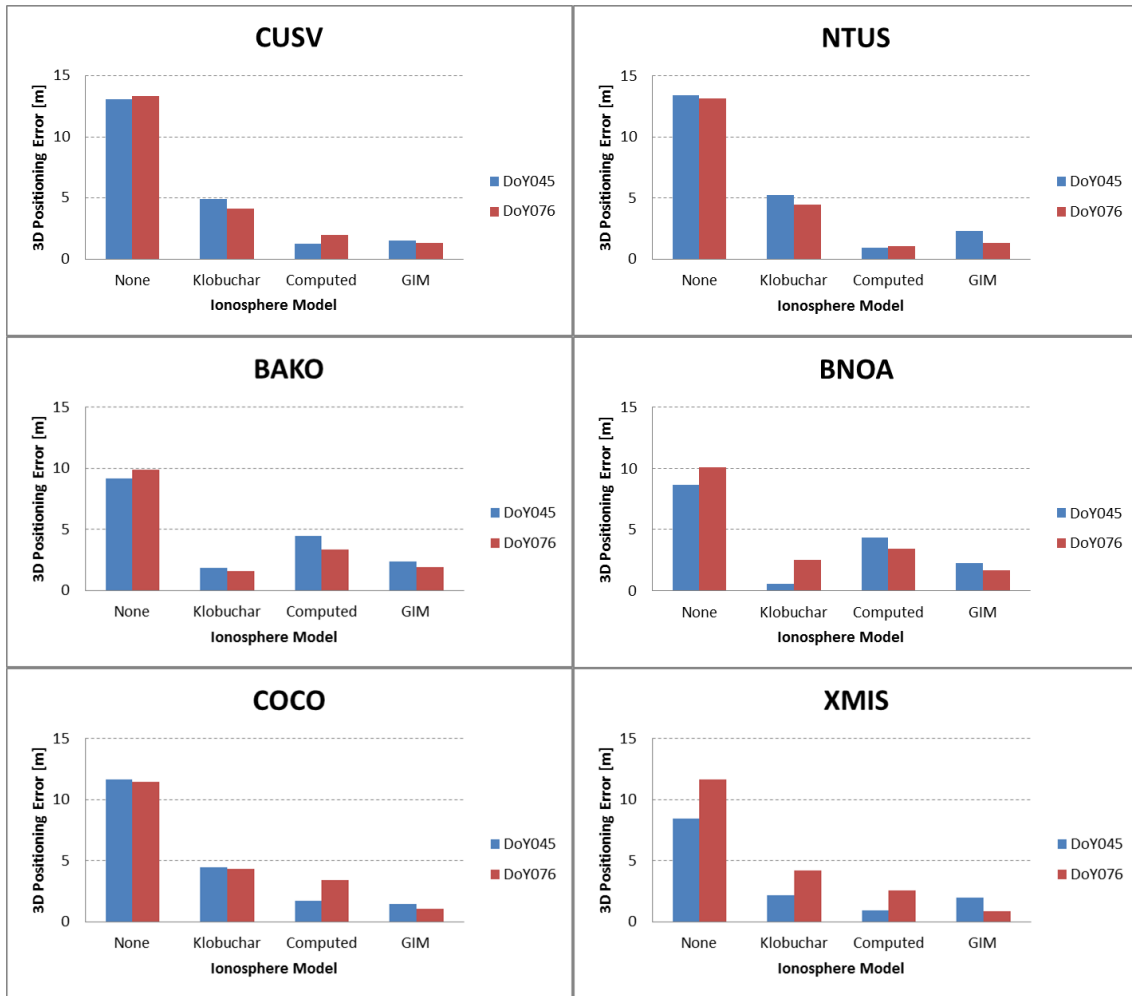 CUSV
3D Positioning Error [m]
15
10
5
0
None Klobuchar Computed GIM
Ionosphere Model
DoY045
DoY076
NTUS
3D Positioning Error [m]
15
10
5
0
None Klobuchar Computed GIM
Ionosphere Model
DoY045
DoY076
BAKO
3D Positioning Error [m]
15
10
5
0
None Klobuchar Computed GIM
Ionosphere Model
DoY045
DoY076
BNOA
3D Positioning Error [m]
15
10
5
0
None Klobuchar Computed GIM
Ionosphere Model
DoY045
DoY076
COCO
3D Positioning Error [m]
15
10
5
0
None Klobuchar Computed GIM
Ionosphere Model
DoY045
DoY076
XMIS
3D Positioning Error [m]
15
10
5
0
None Klobuchar Computed GIM
Ionosphere Model
DoY045
DoY076